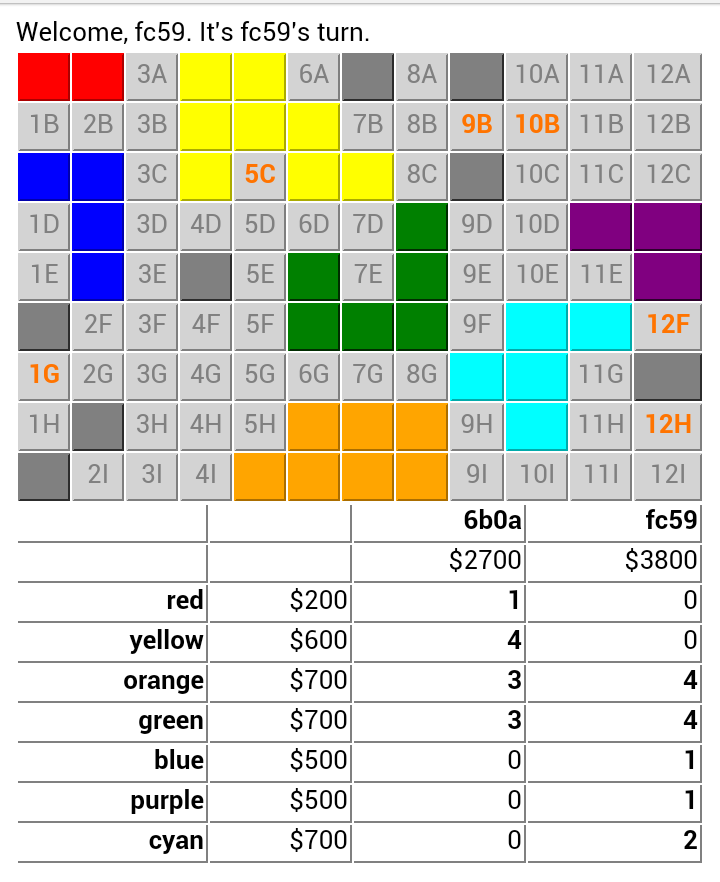 Welcome, fc59. It's fc59's turn.
3A 6A 8A 10A 11A 12A
1B 2B 3B 7B 8B 9B 10B 11B 12B
3C 5C 8C 10C 11C 12C
1D 3D 4D 5D 6D 7D 9D 10D
1E 3E 5E 7E 9E 10E 11E
2F 3F 4F 5F 9F 12F
1G 2G 3G 4G 5G 6G 7G 8G 11G
1H 3H 4H 5H 9H 11H 12H
2I 3I 4I 9I 10I 11I 12I
6b0a fc59
$2700 $3800
red $200 1 0
yellow $600 4 0
orange $700 3 4
green $700 3 4
blue $500 0 1
purple $500 0 1
cyan $700 0 2